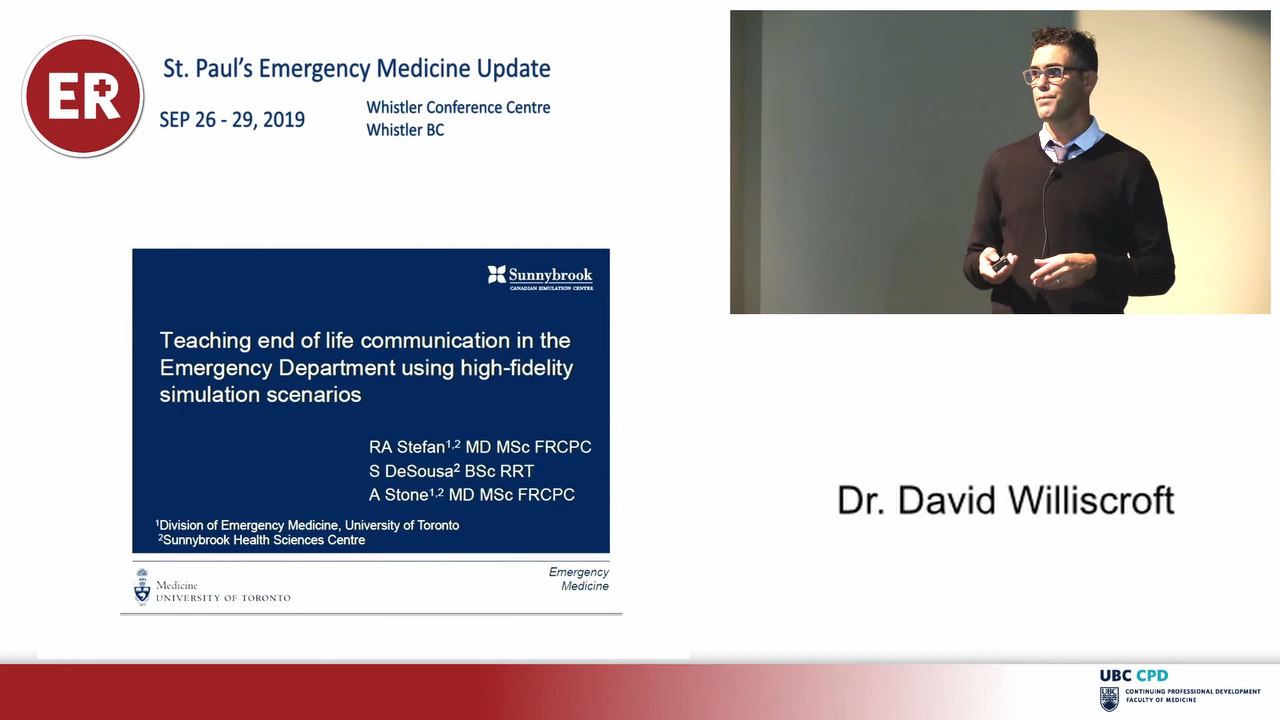 ER
St. Paul's Emergency Medicine Update
SEP 26 - 29, 2019
Whistler Conference Centre
Whistler BC
Sunnybrook
CANADIAN SIMULATION CENTRE
Teaching end of life communication in the
Emergency Department using high-fidelity
simulation scenarios
RA Stefan1,2 MD MSc FRCPC
S DeSousa2 BSc RRT
A Stone1,2 MD MSc FRCPC
1Division of Emergency Medicine, University of Toronto
2Sunnybrook Health Sciences Centre
Medicine
UNIVERSITY OF TORONTO
Emergency
Medicine
Dr. David Williscroft
UBC CPD
UBC
CONTINUING PROFESSIONAL DEVELOPMENT
FACULTY OF MEDICINE